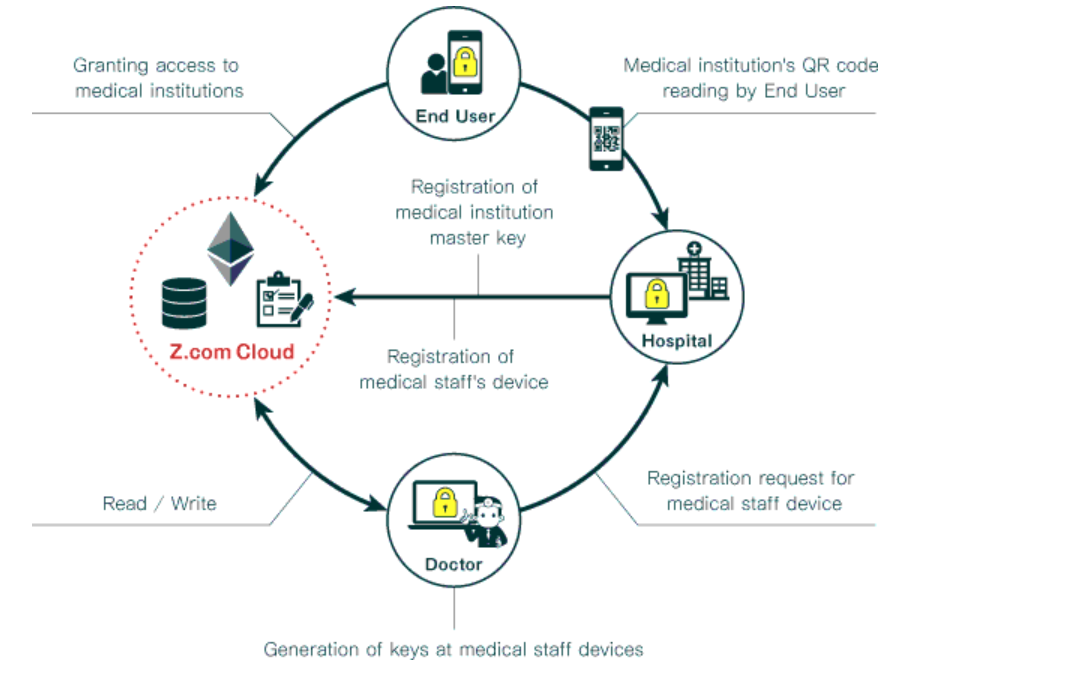 Granting access to
medical institutions
End User
Medical institution's QR code
reading by End User
Registration of
medical institution
master key
Z.com Cloud
Hospital
Registration of
medical staff's device
Read / Write
Doctor
Registration request for
medical staff device
Generation of keys at medical staff devices